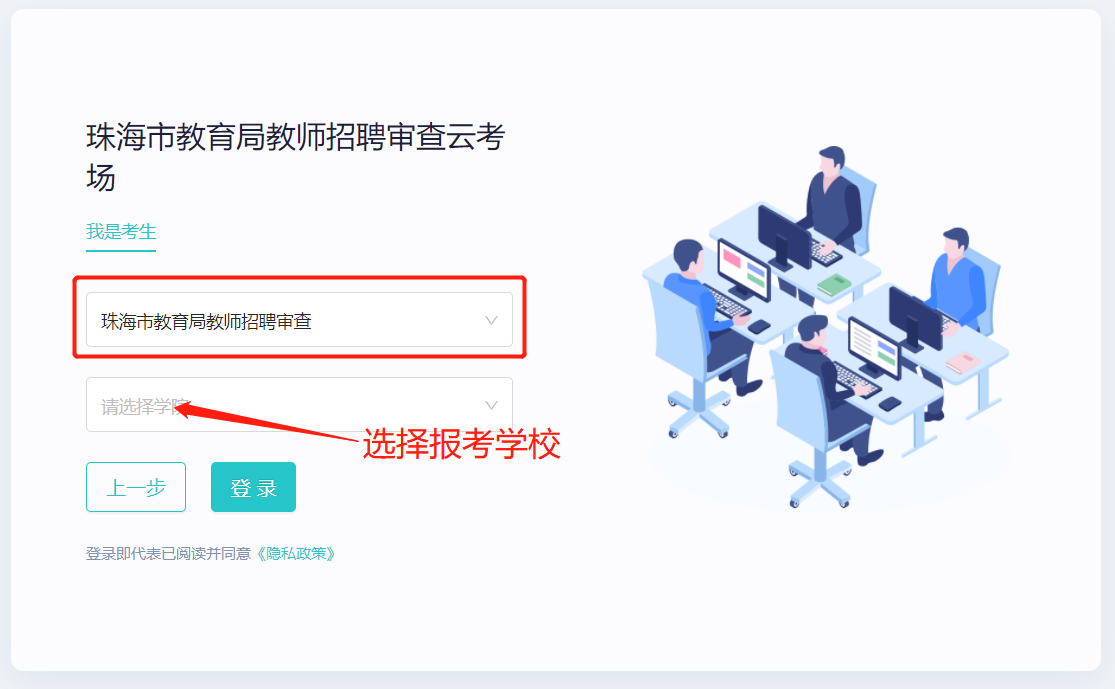 珠海市教育局教师招聘审查云考
场
我是考生
珠海市教育局教师招聘审查
请选择学院
选择报考学校
上一步
登 录
登录即代表已阅读并同意《隐私政策》